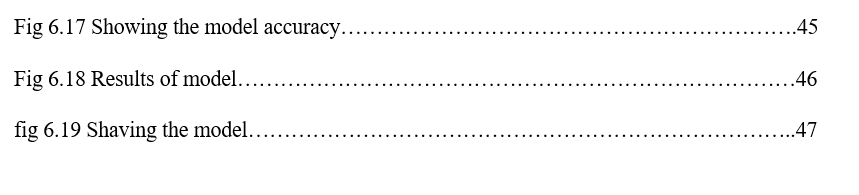 Fig 6.17 Showing the model accuracy…………………………………………………………..45
Fig 6.18 Results of model……………………………………………………………………….46
fig 6.19 Shaving the model……………………………………………………………………..47